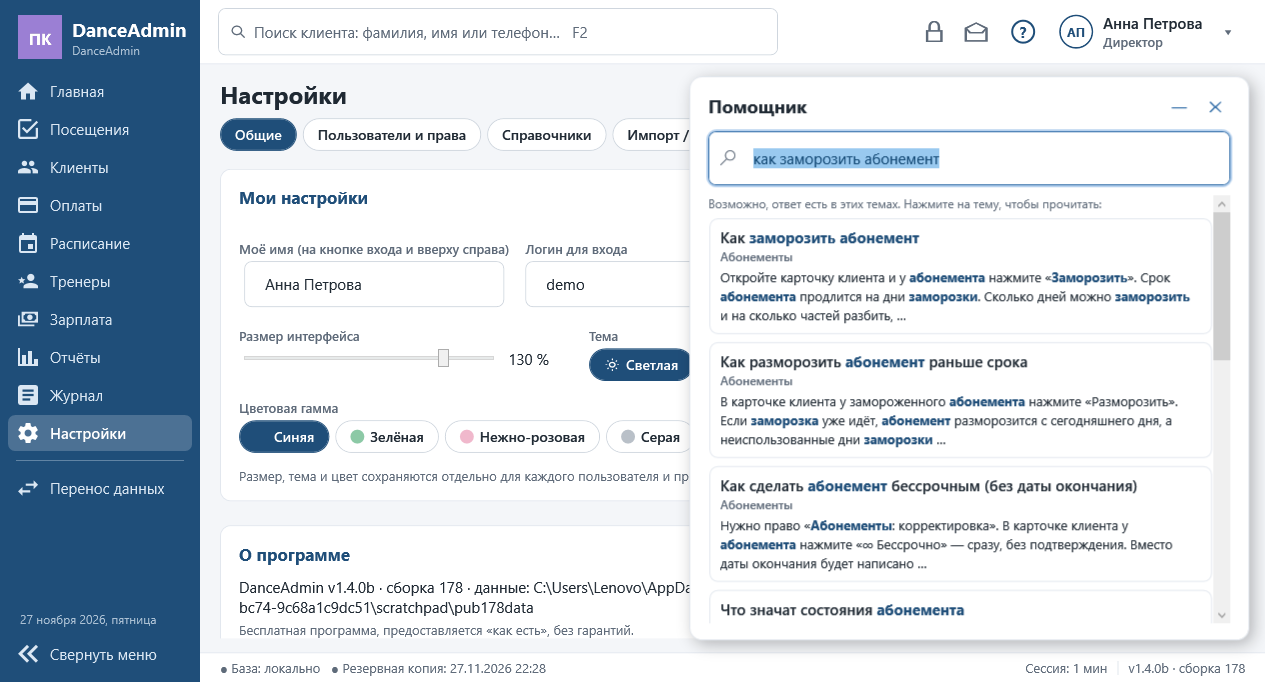 ПК
DanceAdmin
DanceAdmin
Главная
Посещения
Клиенты
Оплаты
Расписание
Тренеры
Зарплата
Отчёты
Журнал
Настройки
Перенос данных
27 ноября 2026, пятница
Свернуть меню
Поиск клиента: фамилия, имя или телефон... F2
?
АП
Анна Петрова
Директор
Настройки
Общие
Пользователи и права
Справочники
Импорт /
Мои настройки
Моё имя (на кнопке входа и вверху справа)
Логин для входа
Анна Петрова
demo
Размер интерфейса
Тема
130 %
Светлая
Цветовая гамма
Синяя
Зелёная
Нежно-розовая
Серая
Размер, тема и цвет сохраняются отдельно для каждого пользователя и пр
О программе
DanceAdmin v1.4.0b · сборка 178 · данные: C:\Users\Lenovo\AppDa
bc74-9c68a1c9dc51\scratchpad\pub178data
Бесплатная программа, предоставляется «как есть», без гарантий.
Помощник
как заморозить абонемент
Возможно, ответ есть в этих темах. Нажмите на тему, чтобы прочитать:
Как заморозить абонемент
Абонементы
Откройте карточку клиента и у абонемента нажмите «Заморозить». Срок
абонемента продлится на дни заморозки. Сколько дней можно заморозить
и на сколько частей разбить, ...
Как разморозить абонемент раньше срока
Абонементы
В карточке клиента у замороженного абонемента нажмите «Разморозить».
Если заморозка уже идёт, абонемент разморозится с сегодняшнего дня, а
неиспользованные дни заморозки ...
Как сделать абонемент бессрочным (без даты окончания)
Абонементы
Нужно право «Абонементы: корректировка». В карточке клиента у
абонемента нажмите «∞ Бессрочно» — сразу, без подтверждения. Вместо
даты окончания будет написано ...
Что значат состояния абонемента
● База: локально ● Резервная копия: 27.11.2026 22:28
Сессия: 1 мин
v1.4.0b · сборка 178